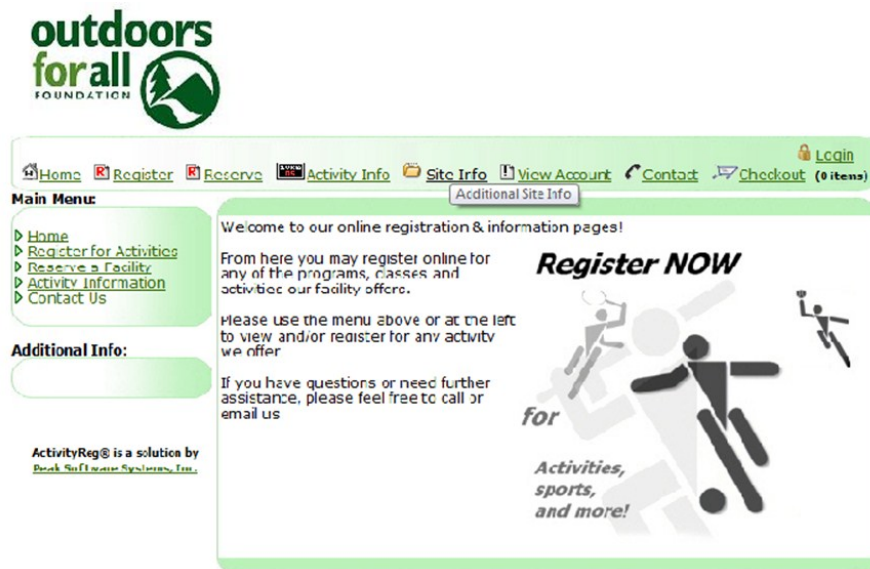 outdoors
for all
FOUNDATION
Login
Home Register Reserve Activity Info Site Info View Account Contact Checkout (0 items)
Additional Site Info
Main Menu:
Home
Register for Activities
Reserve a Facility
Activity Information
Contact Us
Additional Info:
ActivityReg® is a solution by
Peak Software Systems, Inc.
Welcome to our online registration & information pages!
From here you may register online for
any of the programs, classes and
activities our facility offers.
Please use the menu above or at the left
to view and/or register for any activity
we offer
If you have questions or need further
assistance, please feel free to call or
email us
Register NOW
for
Activities,
sports,
and more!